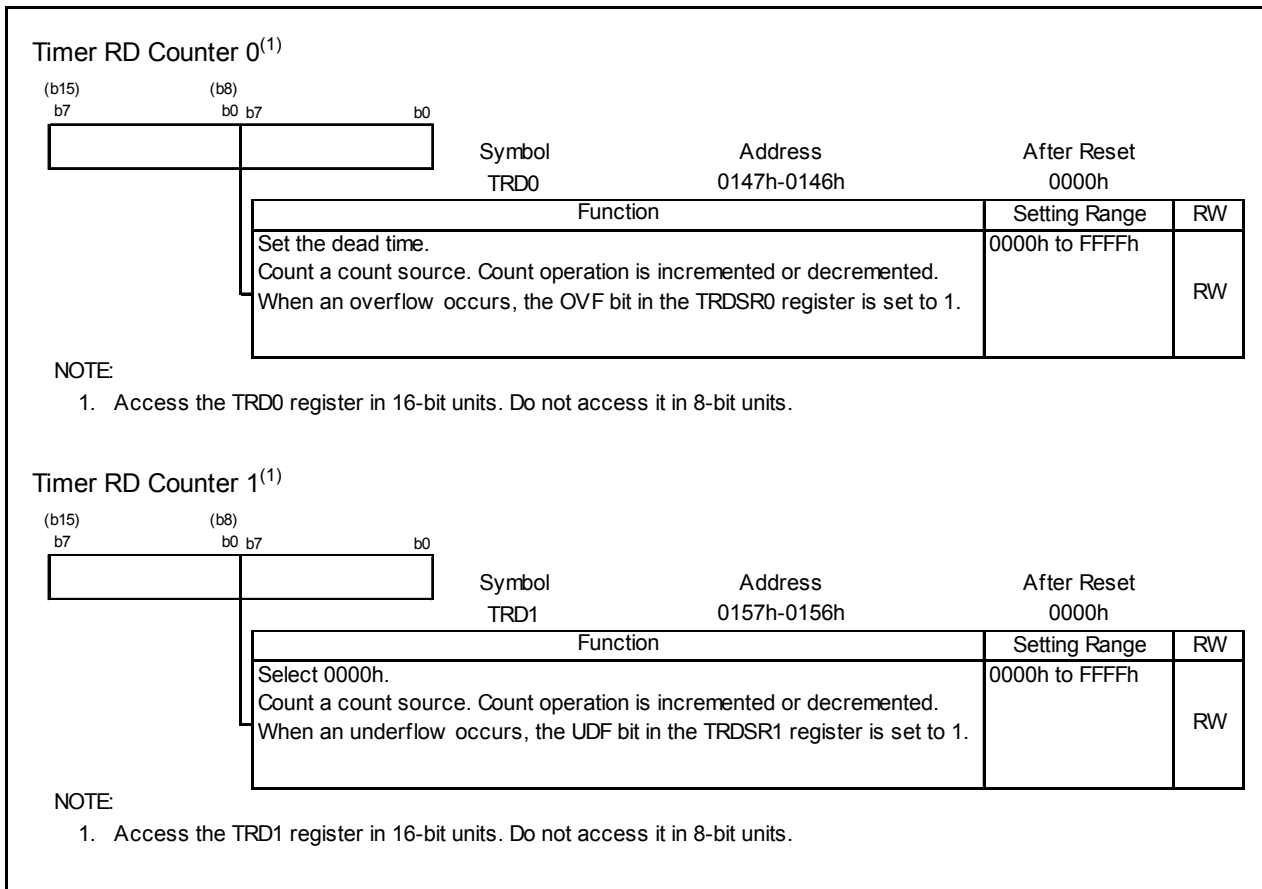 Timer RD Counter 0(1)
(b15) (b8)
b7 b0 b7 b0
Symbol Address After Reset
TRD0 0147h-0146h 0000h
Function Setting Range RW
Set the dead time. 0000h to FFFFh
Count a count source. Count operation is incremented or decremented.
When an overflow occurs, the OVF bit in the TRDSR0 register is set to 1. RW
NOTE:
1. Access the TRD0 register in 16-bit units. Do not access it in 8-bit units.
Timer RD Counter 1(1)
(b15) (b8)
b7 b0 b7 b0
Symbol Address After Reset
TRD1 0157h-0156h 0000h
Function Setting Range RW
Select 0000h. 0000h to FFFFh
Count a count source. Count operation is incremented or decremented.
When an underflow occurs, the UDF bit in the TRDSR1 register is set to 1. RW
NOTE:
1. Access the TRD1 register in 16-bit units. Do not access it in 8-bit units.